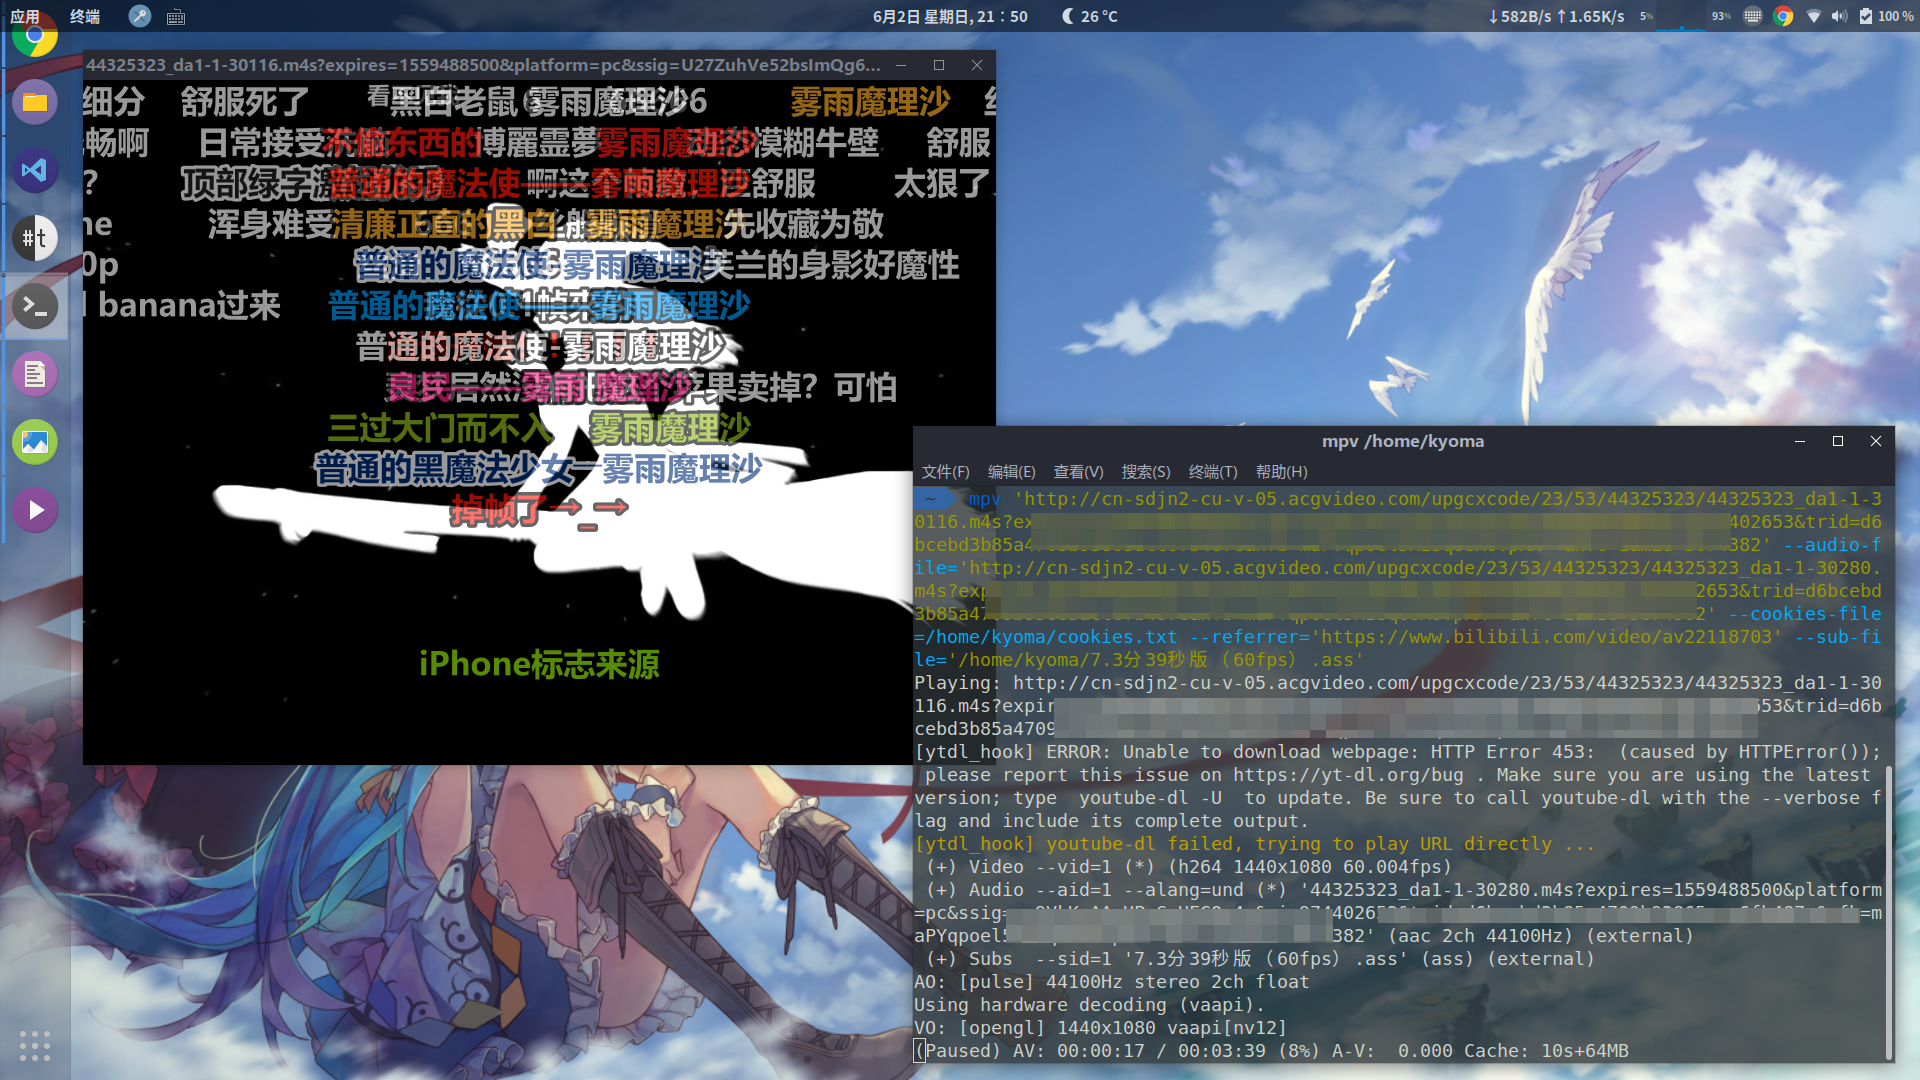 应用 终端 6月2日 星期日, 21:50 26 °C ↓582B/s ↑1.65K/s 5% 93% 100 %
44325323_da1-1-30116.m4s?expires=1559488500&platform=pc&ssig=U27ZuhVe52bsImQg6...
细分 舒服死了 黑白老鼠 雾雨魔理沙6 雾雨魔理沙
畅啊 日常接受 不偷东西的 博麗霊夢 雾雨魔理沙 模糊牛壁 舒服
? 顶部绿字 普通的魔法使 啊这 雾雨魔理沙 舒服 太狠了
me 浑身难受 清廉正直的黑白 雾雨魔理沙 先收藏为敬
0p 普通的魔法使 雾雨魔理沙 芙兰的身影好魔性
banana过来 普通的魔法使 雾雨魔理沙
普通的魔法使-雾雨魔理沙
良民 居然 雾雨魔理沙 苹果卖掉? 可怕
三过大门而不入 雾雨魔理沙
普通的黑魔法少女—雾雨魔理沙
掉帧了→_→
iPhone标志来源
mpv /home/kyoma
文件(F) 编辑(E) 查看(V) 搜索(S) 终端(T) 帮助(H)
~ mpv 'http://cn-sdjn2-cu-v-05.acgvideo.com/upgcxcode/23/53/44325323/44325323_da1-1-3
0116.m4s?ex 402653&trid=d6
bcebd3b85a4 382' --audio-f
ile='http://cn-sdjn2-cu-v-05.acgvideo.com/upgcxcode/23/53/44325323/44325323_da1-1-30280.
m4s?exp 2653&trid=d6bcebd
3b85a47 2' --cookies-file
=/home/kyoma/cookies.txt --referrer='https://www.bilibili.com/video/av22118703' --sub-fi
le='/home/kyoma/7.3分39秒版（60fps）.ass'
Playing: http://cn-sdjn2-cu-v-05.acgvideo.com/upgcxcode/23/53/44325323/44325323_da1-1-30
116.m4s?expir 653&trid=d6b
cebd3b85a4709
[ytdl_hook] ERROR: Unable to download webpage: HTTP Error 453:  (caused by HTTPError());
please report this issue on https://yt-dl.org/bug . Make sure you are using the latest
version; type  youtube-dl -U  to update. Be sure to call youtube-dl with the --verbose f
lag and include its complete output.
[ytdl_hook] youtube-dl failed, trying to play URL directly ...
(+) Video --vid=1 (*) (h264 1440x1080 60.004fps)
(+) Audio --aid=1 --alang=und (*) '44325323_da1-1-30280.m4s?expires=1559488500&platform
=pc&ssig= =m
aPYqpoel 382' (aac 2ch 44100Hz) (external)
(+) Subs  --sid=1 '7.3分39秒版（60fps）.ass' (ass) (external)
AO: [pulse] 44100Hz stereo 2ch float
Using hardware decoding (vaapi).
VO: [opengl] 1440x1080 vaapi[nv12]
(Paused) AV: 00:00:17 / 00:03:39 (8%) A-V:  0.000 Cache: 10s+64MB